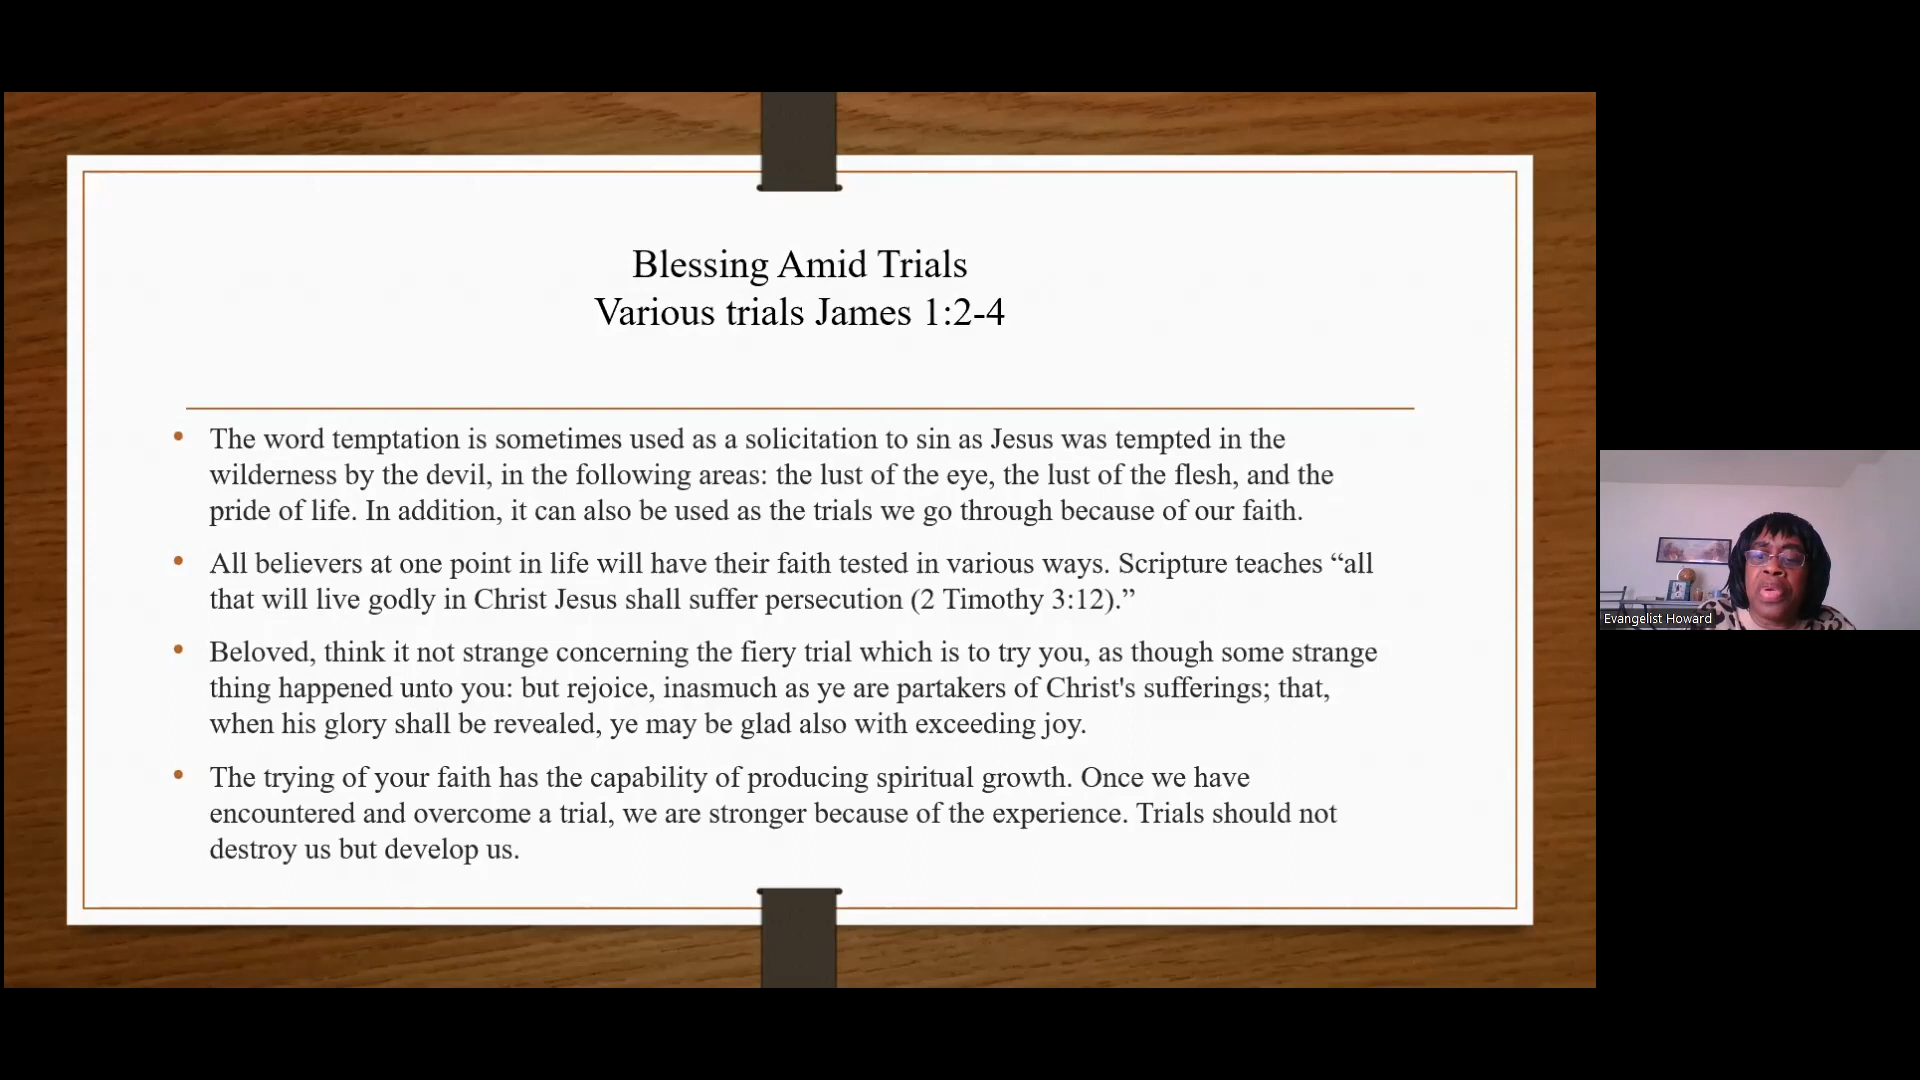 Blessing Amid Trials
Various trials James 1:2-4
• The word temptation is sometimes used as a solicitation to sin as Jesus was tempted in the
wilderness by the devil, in the following areas: the lust of the eye, the lust of the flesh, and the
pride of life. In addition, it can also be used as the trials we go through because of our faith.
• All believers at one point in life will have their faith tested in various ways. Scripture teaches “all
that will live godly in Christ Jesus shall suffer persecution (2 Timothy 3:12).”
• Beloved, think it not strange concerning the fiery trial which is to try you, as though some strange
thing happened unto you: but rejoice, inasmuch as ye are partakers of Christ's sufferings; that,
when his glory shall be revealed, ye may be glad also with exceeding joy.
• The trying of your faith has the capability of producing spiritual growth. Once we have
encountered and overcome a trial, we are stronger because of the experience. Trials should not
destroy us but develop us.
Evangelist Howard